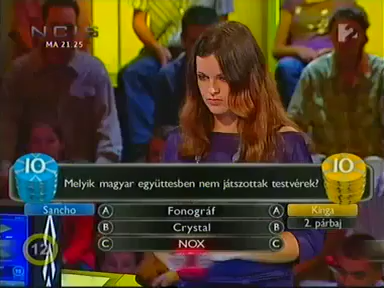 NCIS
MA 21.25
2
10
10
Melyik magyar együttesben nem játszottak testvérek?
Sancho
A Fonográf A
Kinga
B Crystal B
2. párbaj
C NOX C
12